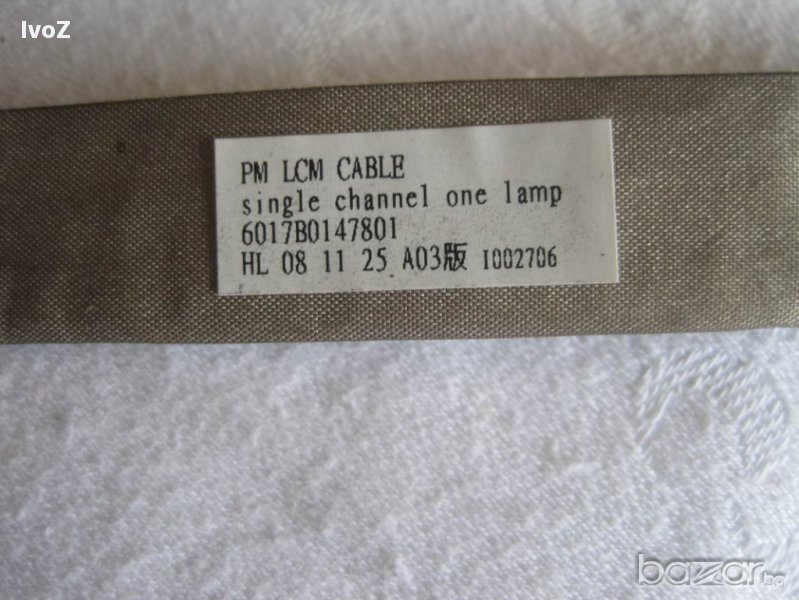 IvoZ
PM LCM CABLE
single channel one lamp
6017B0147801
HL 08 11 25 A03版 I002706
bazar.bg